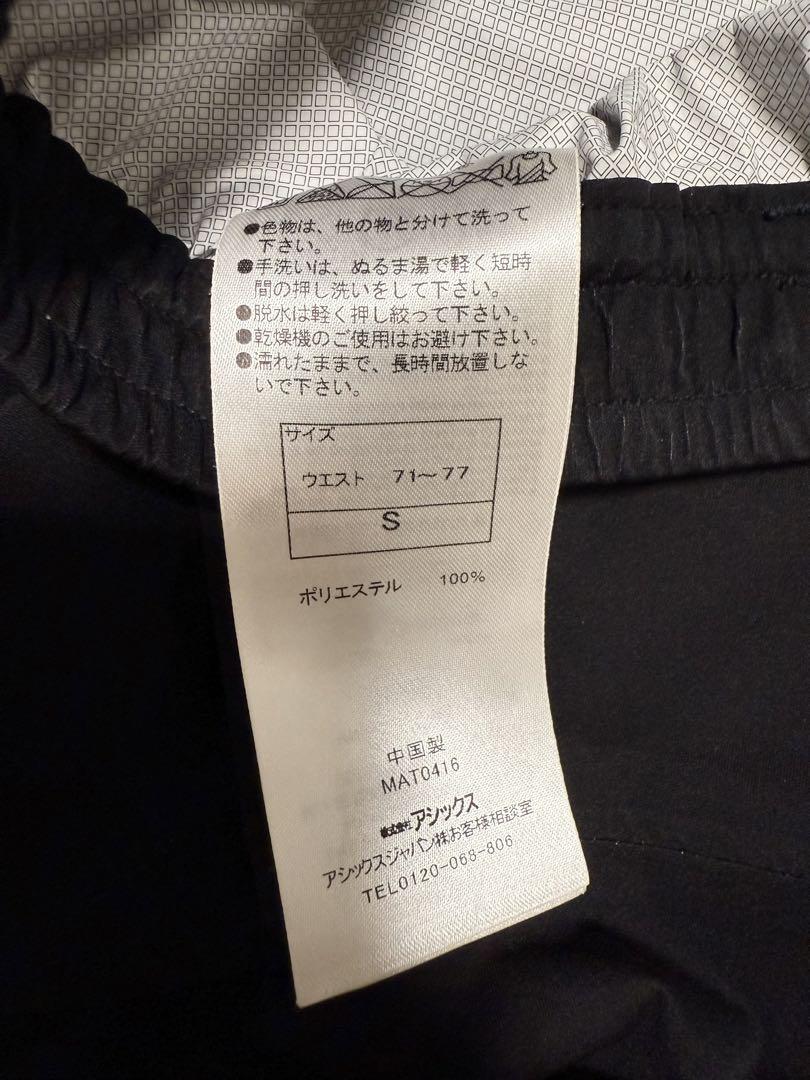 ●色物は、他の物と分けて洗って
下さい。
●手洗いは、ぬるま湯で軽く短時
間の押し洗いをして下さい。
●脱水は軽く押し絞って下さい。
●乾燥機のご使用はお避け下さい。
●濡れたままで、長時間放置しな
いで下さい。
サイズ
ウエスト 71～77
S
ポリエステル 100%
中国製
MAT0416
株式会社アシックス
アシックスジャパン㈱お客様相談室
TEL0120-068-806